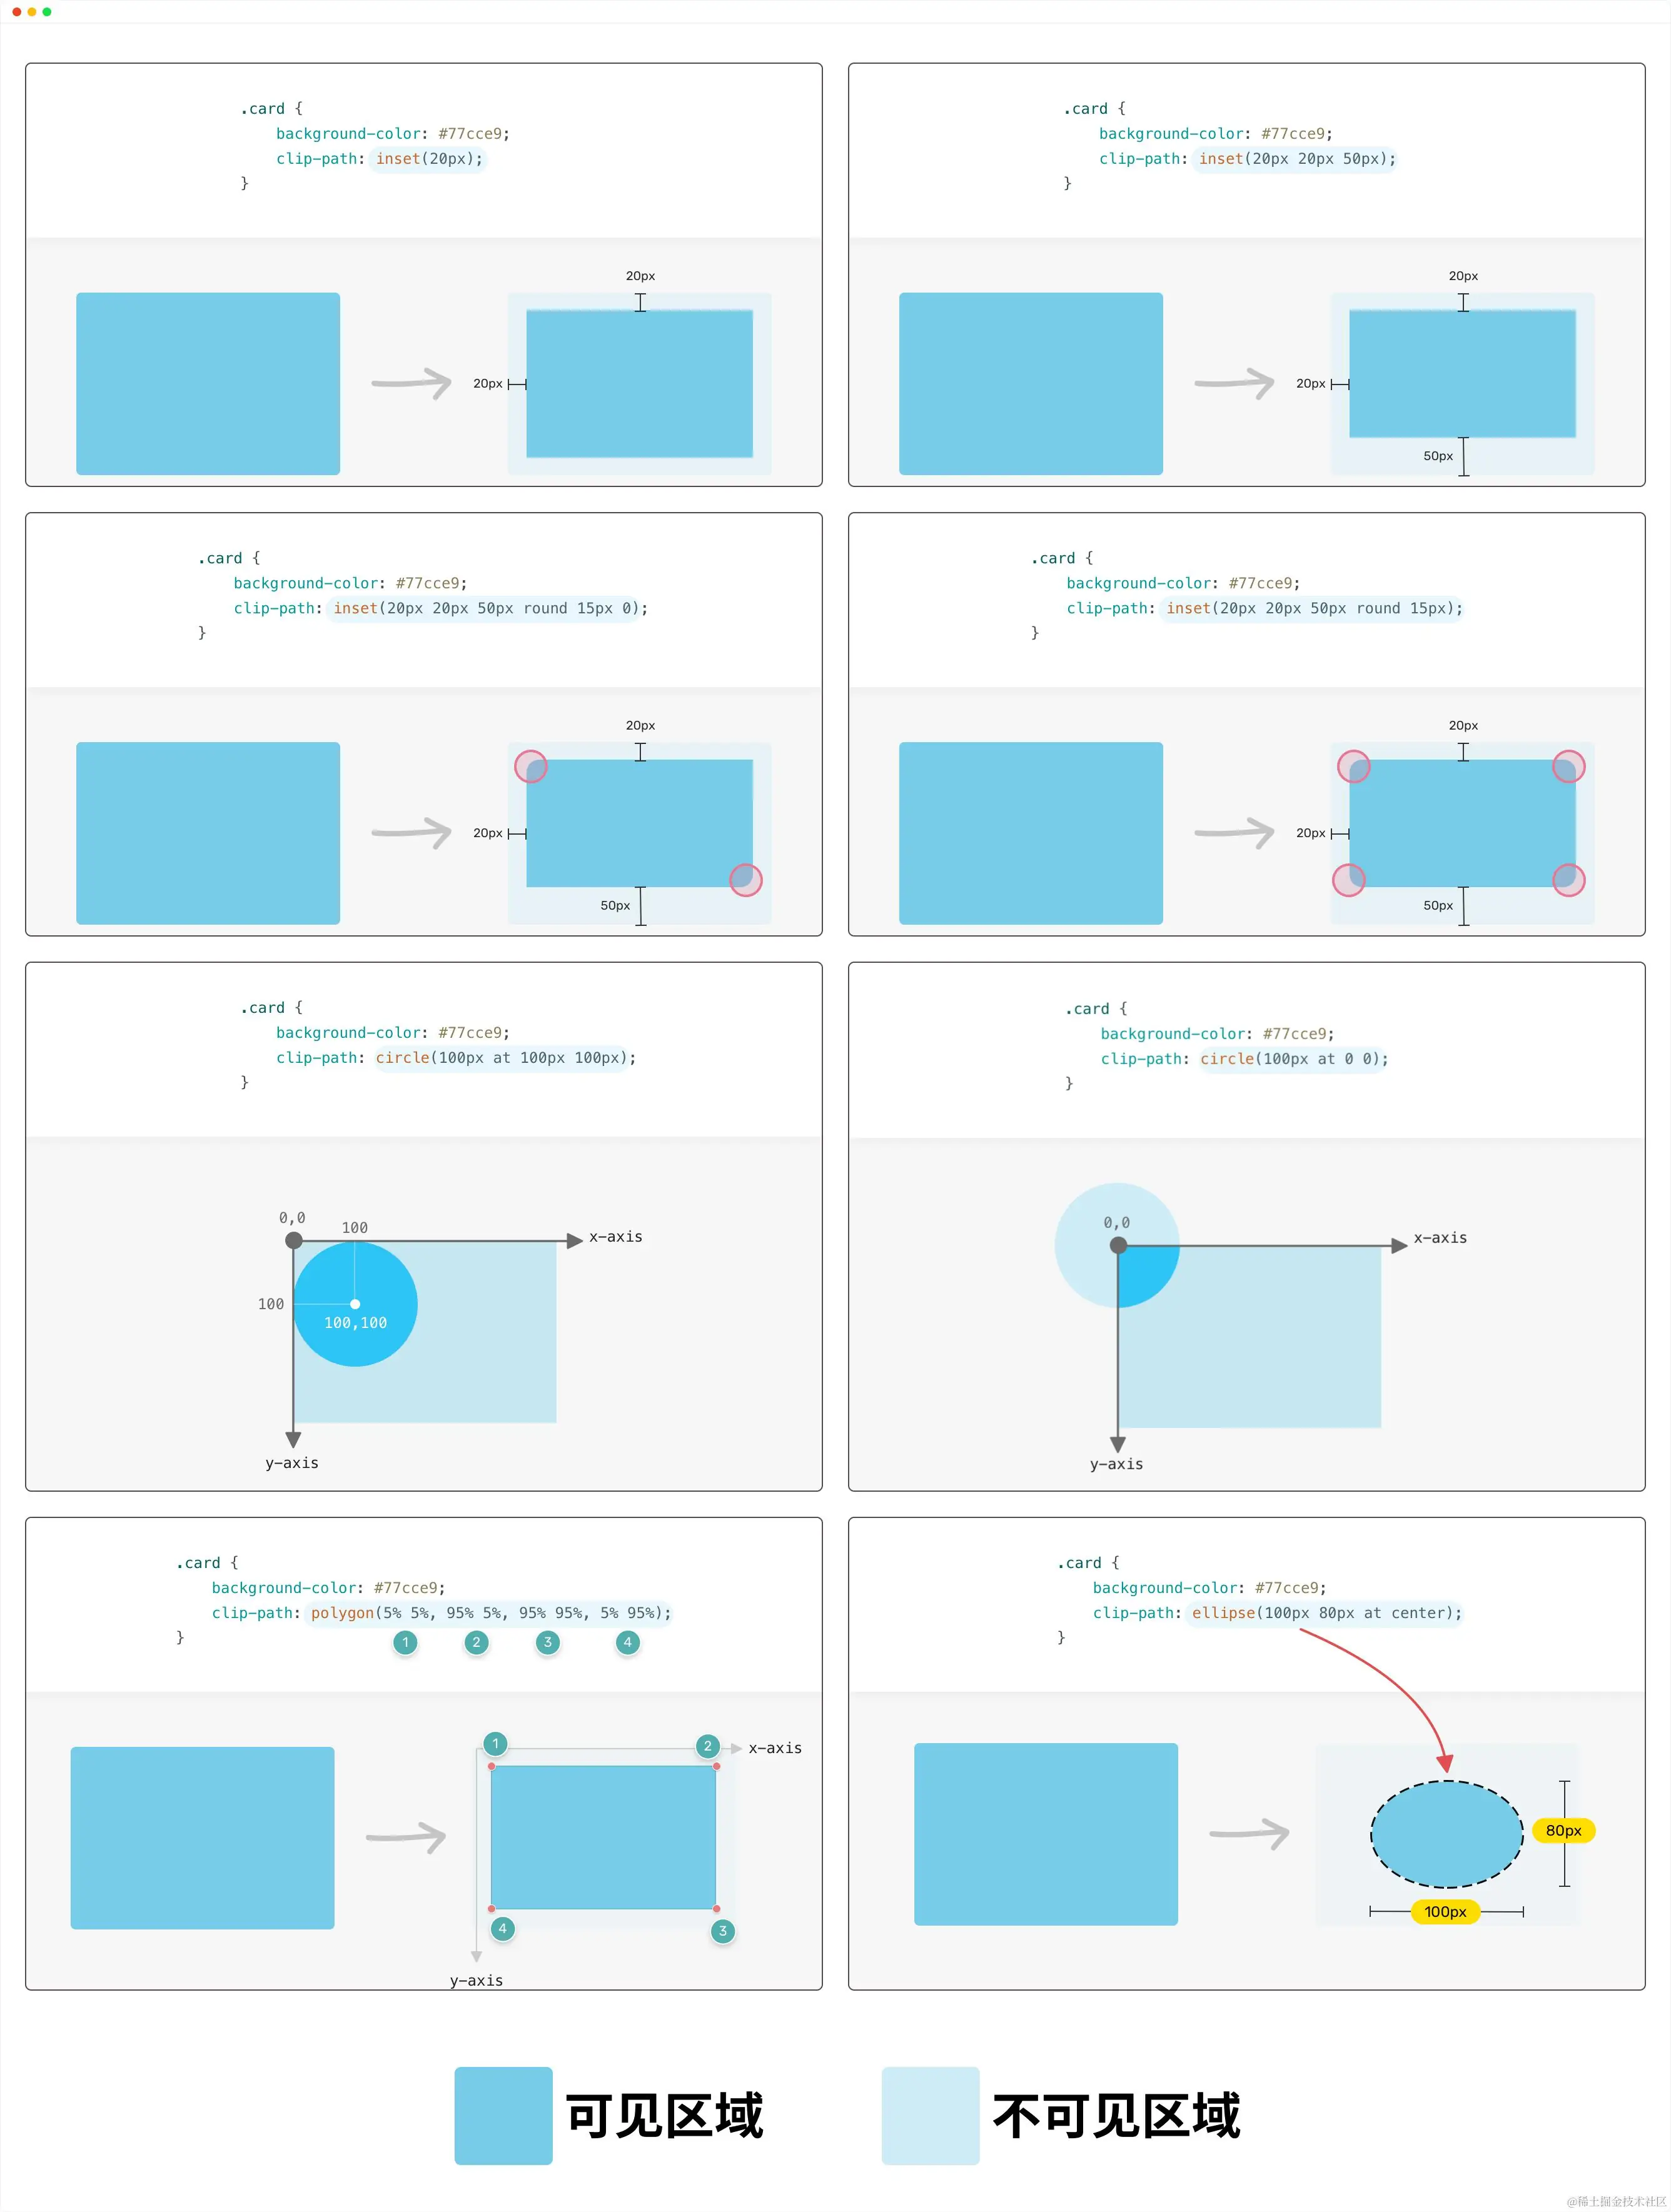 .card {
background-color: #77cce9;
clip-path: inset(20px);
}
20px
20px
.card {
background-color: #77cce9;
clip-path: inset(20px 20px 50px);
}
20px
20px
50px
.card {
background-color: #77cce9;
clip-path: inset(20px 20px 50px round 15px 0);
}
20px
20px
50px
.card {
background-color: #77cce9;
clip-path: inset(20px 20px 50px round 15px);
}
20px
20px
50px
.card {
background-color: #77cce9;
clip-path: circle(100px at 100px 100px);
}
0,0
100
x-axis
100
100,100
y-axis
.card {
background-color: #77cce9;
clip-path: circle(100px at 0 0);
}
0,0
x-axis
y-axis
.card {
background-color: #77cce9;
clip-path: polygon(5% 5%, 95% 5%, 95% 95%, 5% 95%);
}
1 2 3 4
1 2
x-axis
4 3
y-axis
.card {
background-color: #77cce9;
clip-path: ellipse(100px 80px at center);
}
80px
100px
可见区域
不可见区域
@稀土掘金技术社区